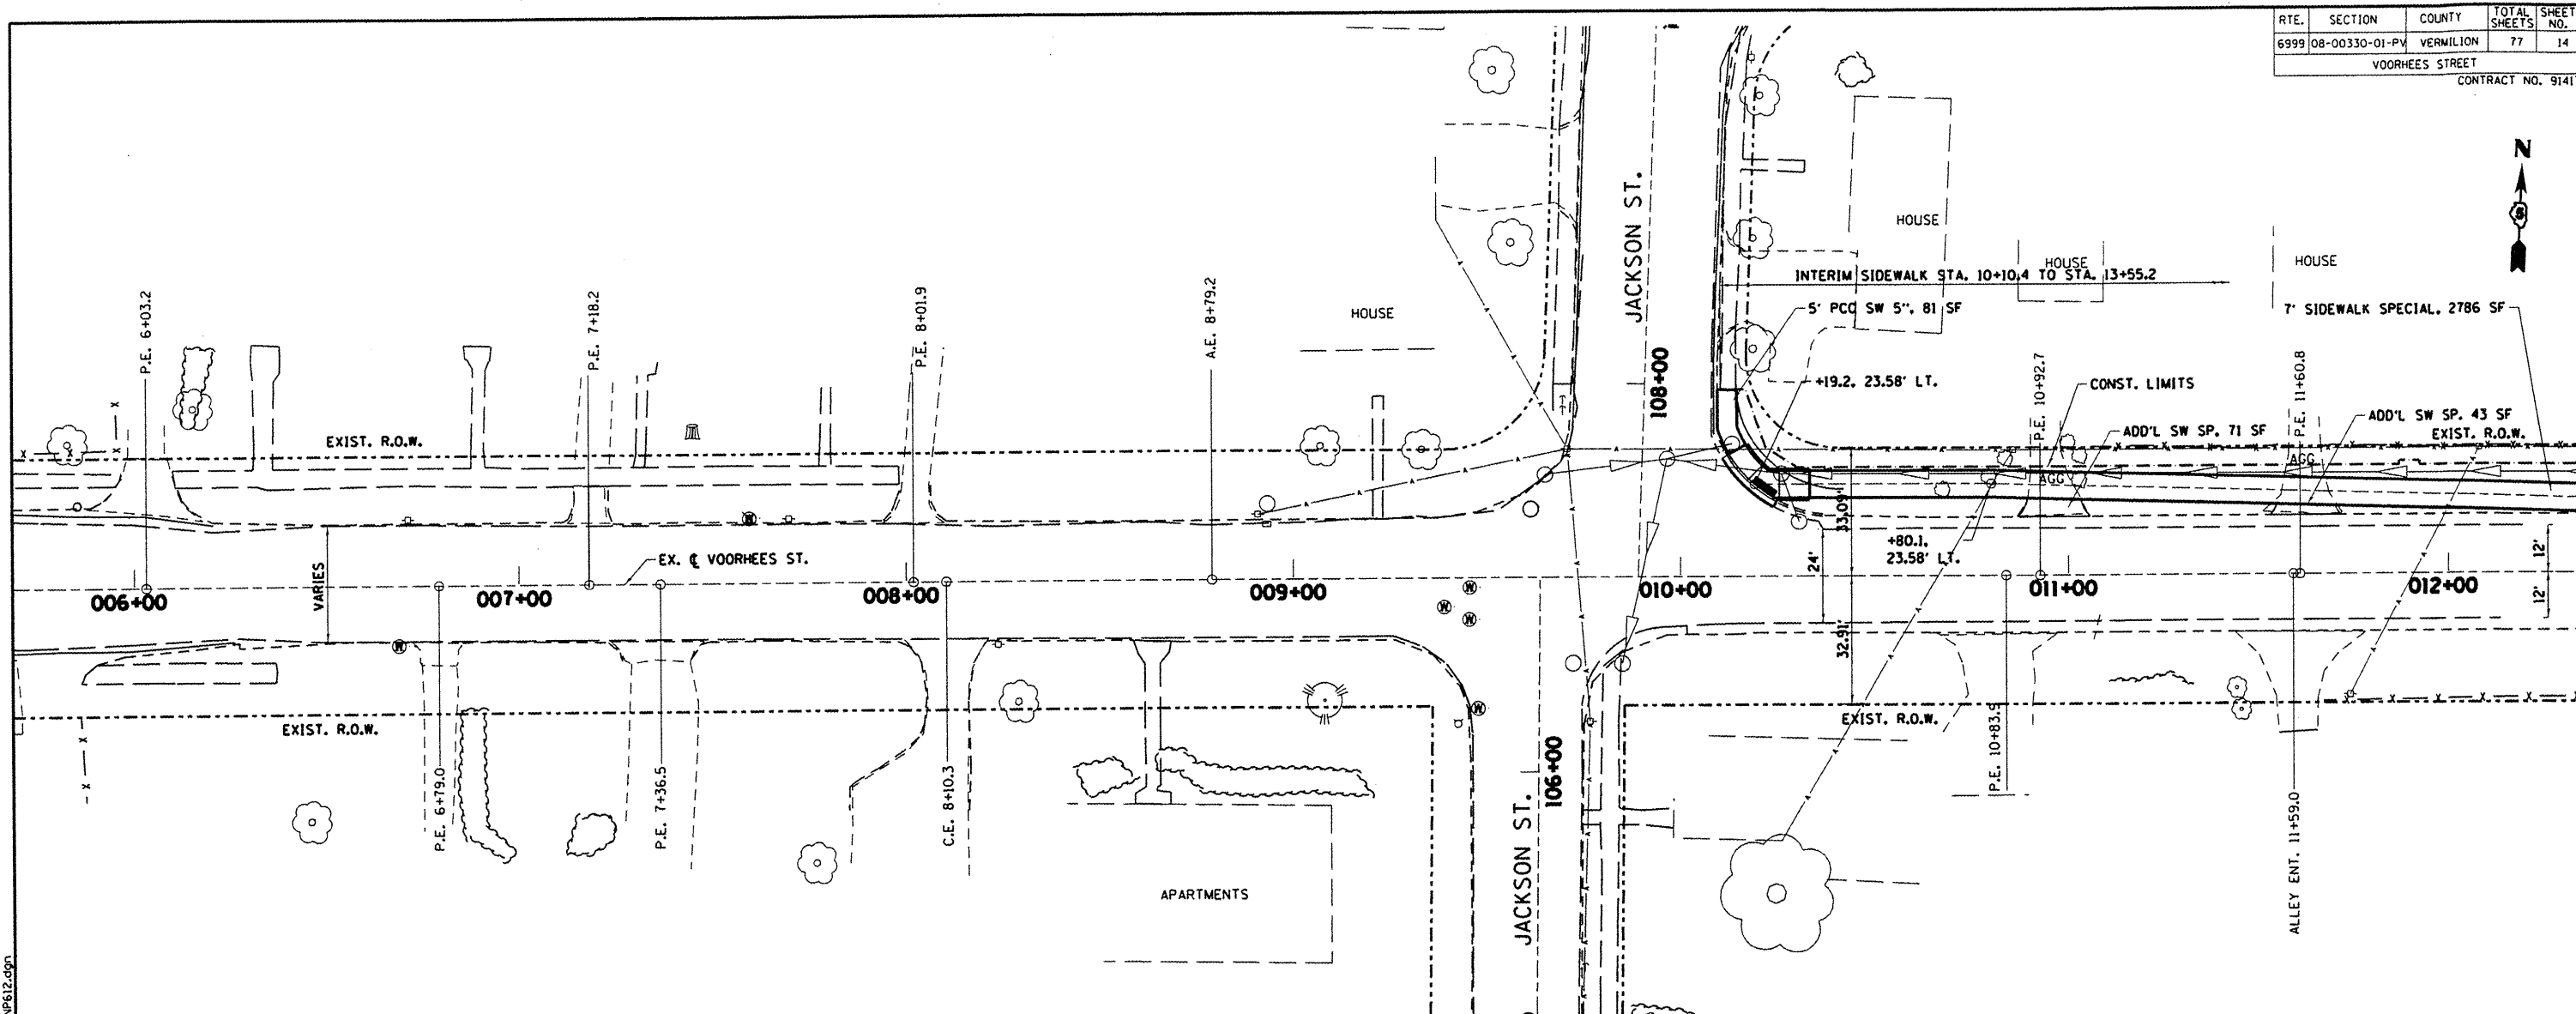 RTE. SECTION COUNTY TOTAL SHEETS SHEET NO.
6999 08-00330-01-PV VERMILION 77 14
VOORHEES STREET
CONTRACT NO. 9141
N
S
JACKSON ST.
108+00
HOUSE
HOUSE
HOUSE
HOUSE
INTERIM SIDEWALK STA. 10+10.4 TO STA. 13+55.2
5' PCC SW 5", 81 SF
7' SIDEWALK SPECIAL, 2786 SF
+19.2, 23.58' LT.
CONST. LIMITS
ADD'L SW SP. 43 SF
ADD'L SW SP. 71 SF
EXIST. R.O.W.
P.E. 6+03.2
P.E. 7+18.2
P.E. 8+01.9
A.E. 8+79.2
P.E. 10+92.7
P.E. 11+60.8
EXIST. R.O.W.
AGG
AGG
33.09'
+80.1,
23.58' LT.
24'
12'
12'
VARIES
EX. ℄ VOORHEES ST.
006+00
007+00
008+00
009+00
010+00
011+00
012+00
W
W
W
W
W
W
32.91'
EXIST. R.O.W.
EXIST. R.O.W.
P.E. 6+79.0
P.E. 7+36.5
C.E. 8+10.3
P.E. 10+83.9
ALLEY ENT. 11+59.0
106+00
JACKSON ST.
APARTMENTS
NP612.dgn